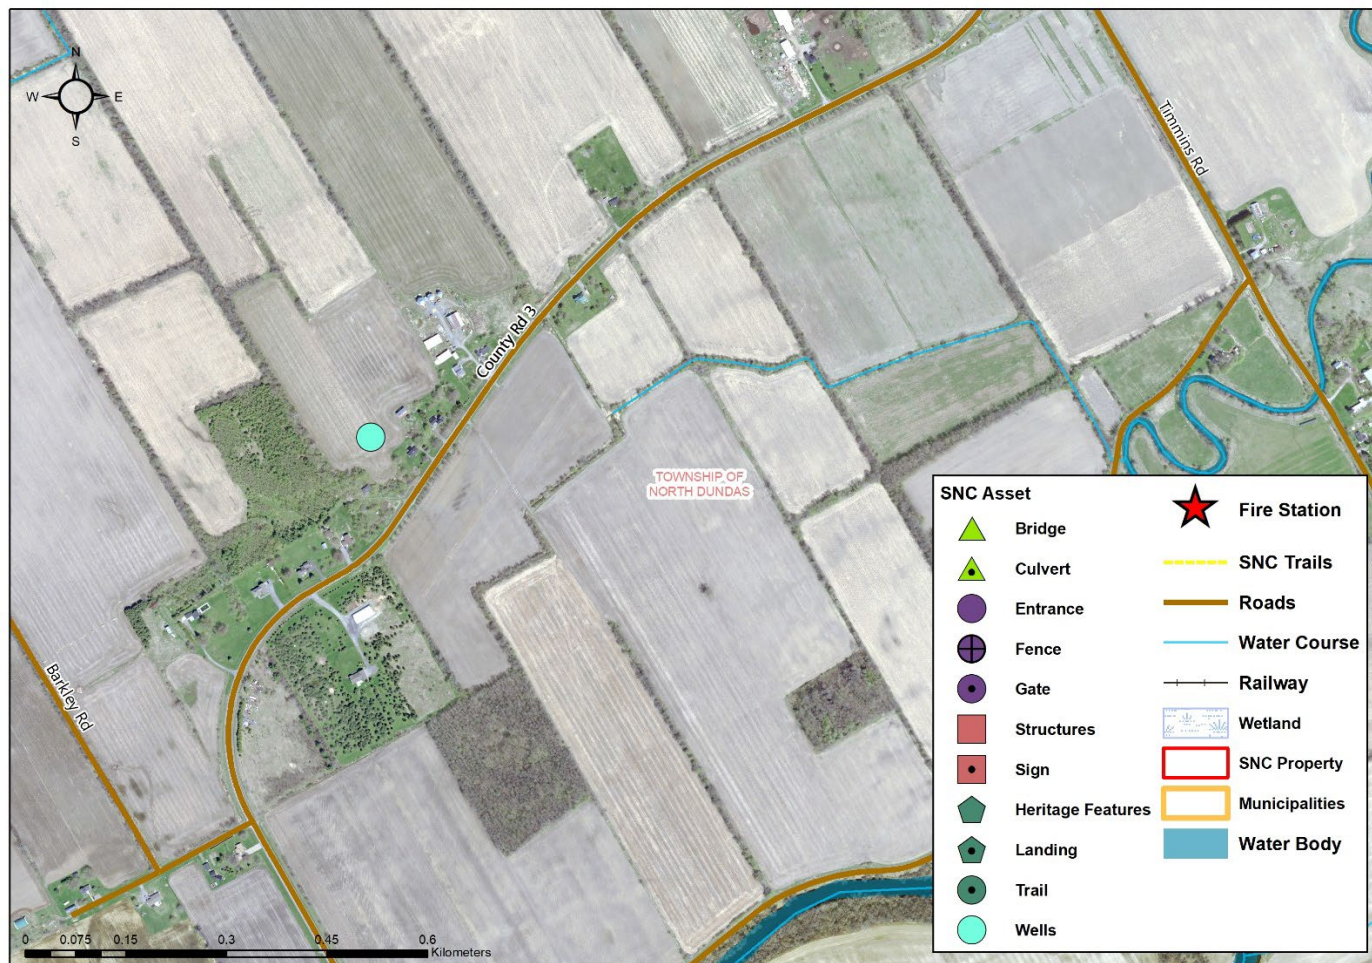 N
W E
S
Timmins Rd
County Rd 3
TOWNSHIP OF
NORTH DUNDAS
Barkley Rd
0 0.075 0.15 0.3 0.45 0.6
Kilometers
SNC Asset
Bridge
Culvert
Entrance
Fence
Gate
Structures
Sign
Heritage Features
Landing
Trail
Wells
Fire Station
SNC Trails
Roads
Water Course
Railway
Wetland
SNC Property
Municipalities
Water Body